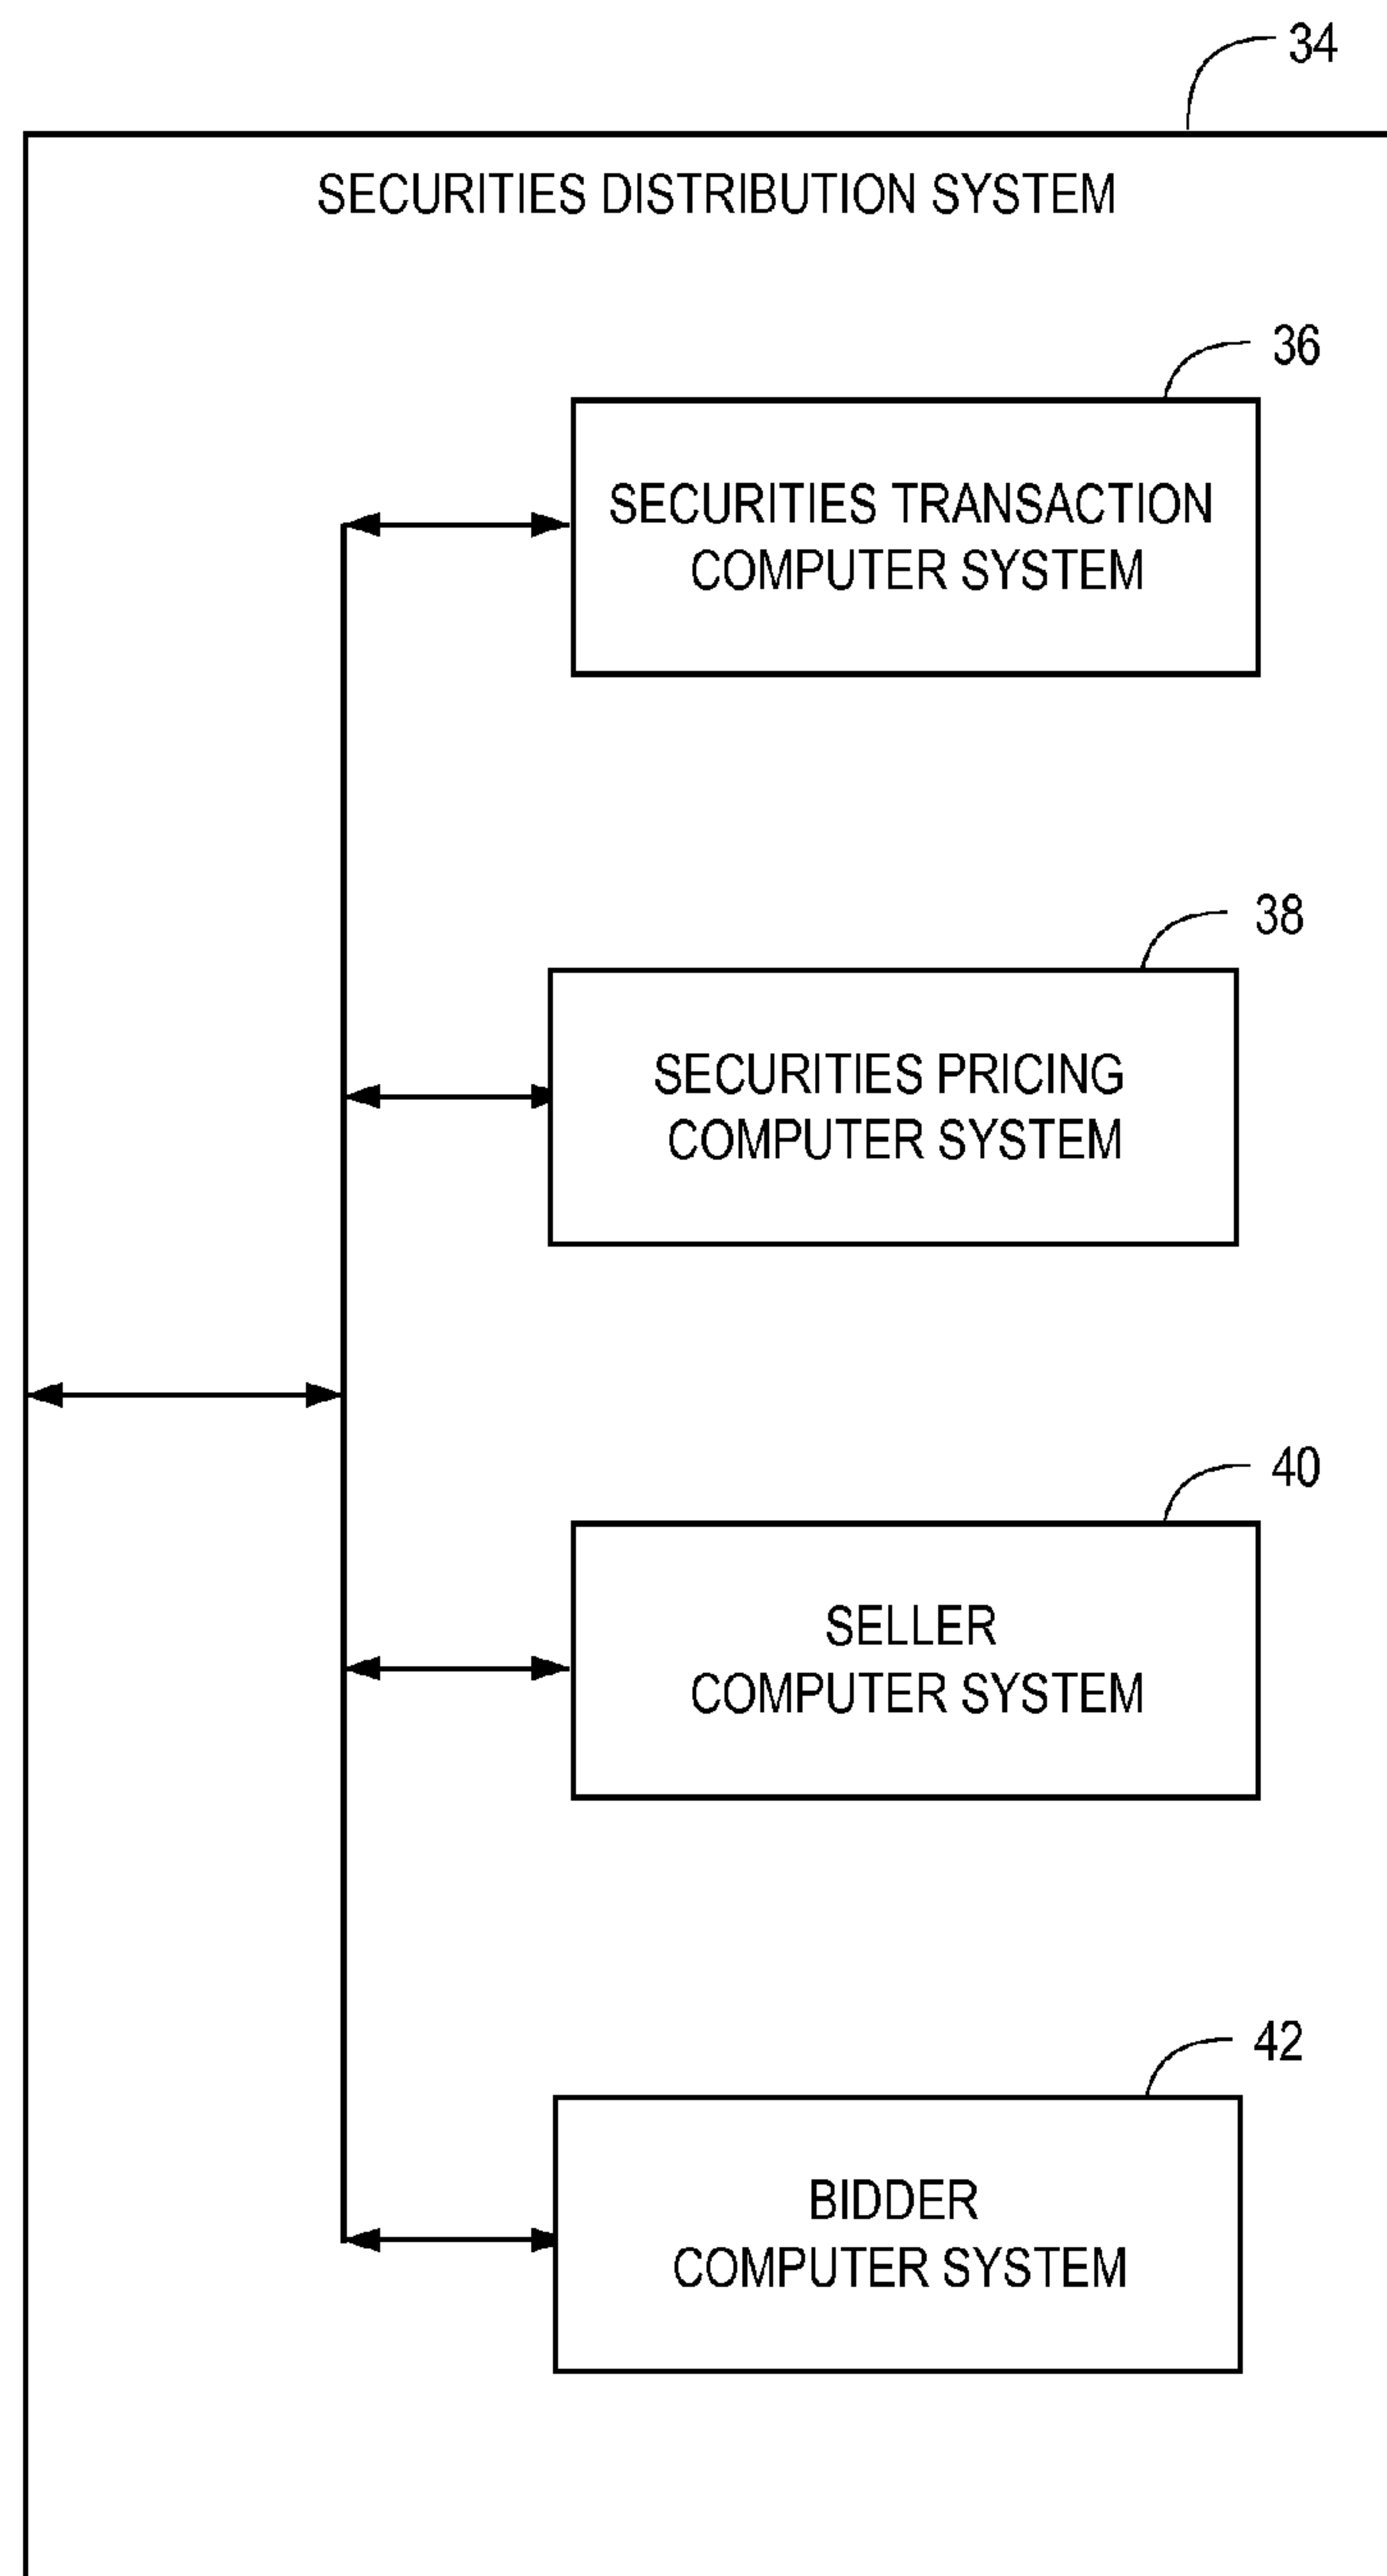 34
SECURITIES DISTRIBUTION SYSTEM
36
SECURITIES TRANSACTION
COMPUTER SYSTEM
38
SECURITIES PRICING
COMPUTER SYSTEM
40
SELLER
COMPUTER SYSTEM
42
BIDDER
COMPUTER SYSTEM